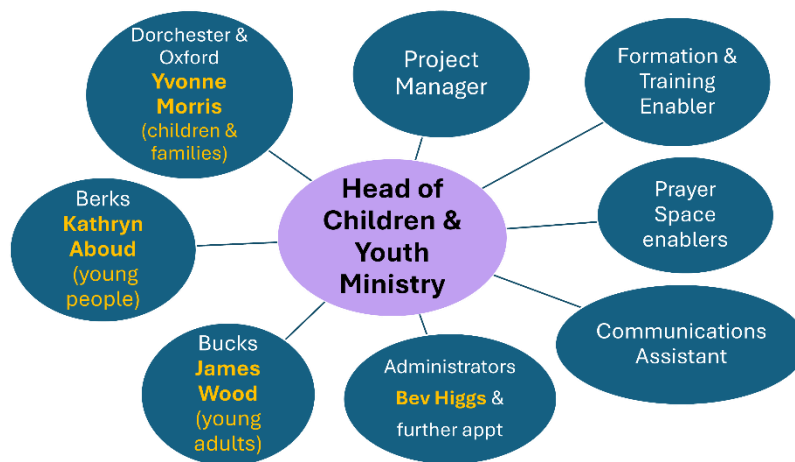 Dorchester &
Oxford
Yvonne
Morris
(children &
families)
Project
Manager
Formation &
Training
Enabler
Berks
Kathryn
Aboud
(young
people)
Head of
Children &
Youth
Ministry
Prayer
Space
enablers
Bucks
James
Wood
(young
adults)
Administrators
Bev Higgs &
further appt
Communications
Assistant